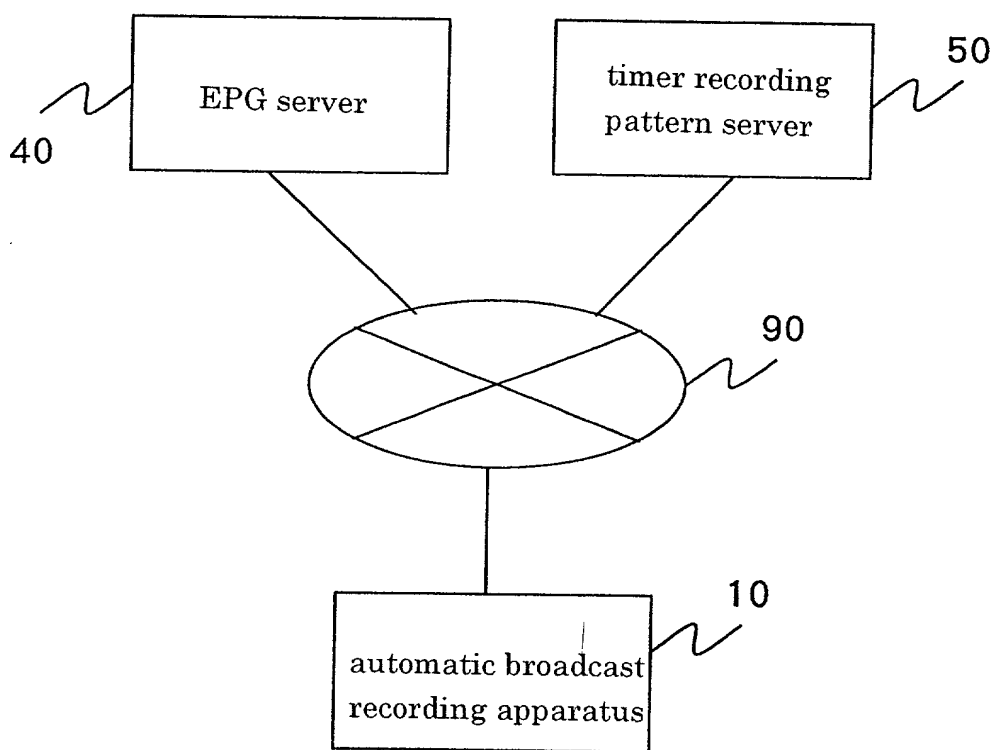 50
EPG server
timer recording
pattern server
40
90
10
automatic broadcast
recording apparatus